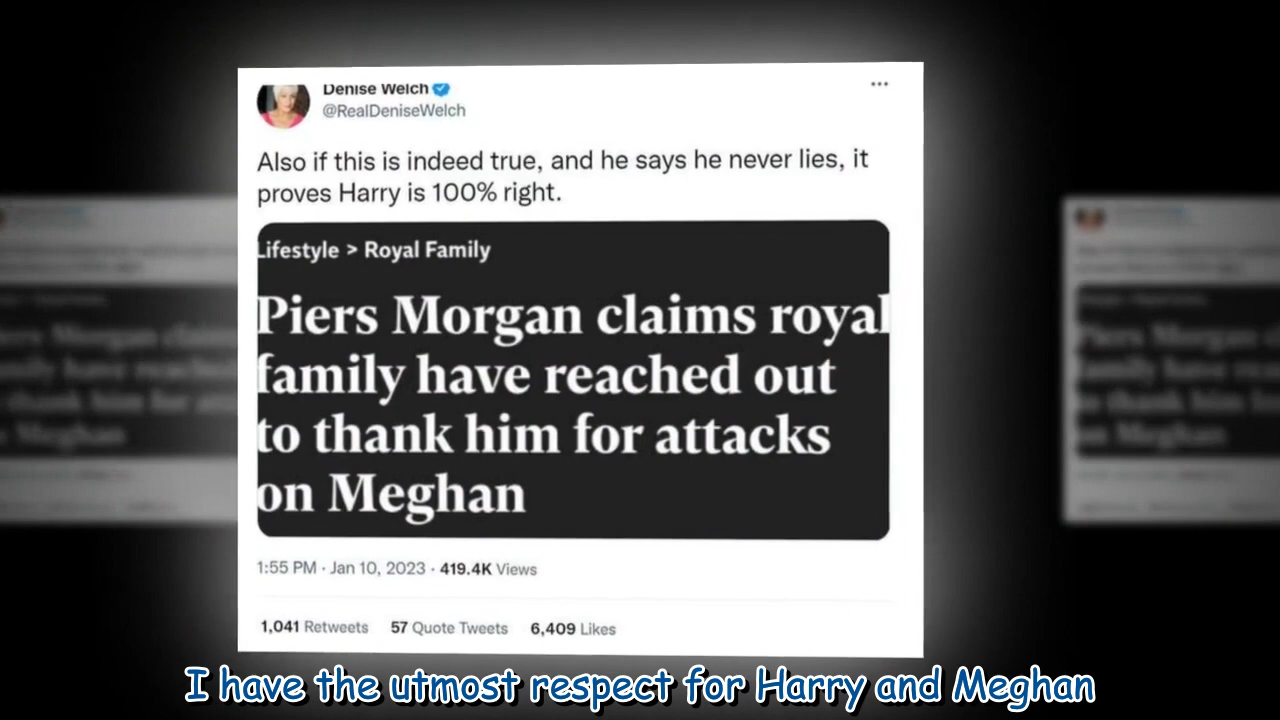 Denise Welch
@RealDeniseWelch
Also if this is indeed true, and he says he never lies, it
proves Harry is 100% right.
Lifestyle > Royal Family
Piers Morgan claims royal
family have reached out
to thank him for attacks
on Meghan
1:55 PM · Jan 10, 2023 · 419.4K Views
1,041 Retweets 57 Quote Tweets 6,409 Likes
I have the utmost respect for Harry and Meghan